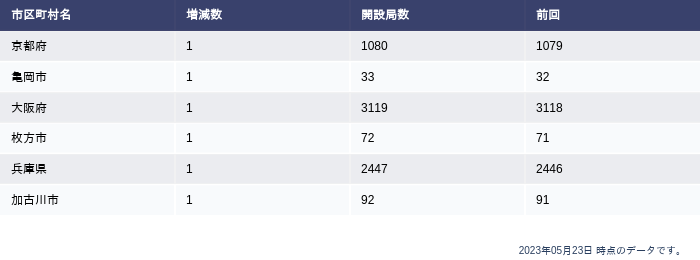 市区町村名 増減数 開設局数 前回
京都府 1 1080 1079
亀岡市 1 33 32
大阪府 1 3119 3118
枚方市 1 72 71
兵庫県 1 2447 2446
加古川市 1 92 91
2023年05月23日 時点のデータです。